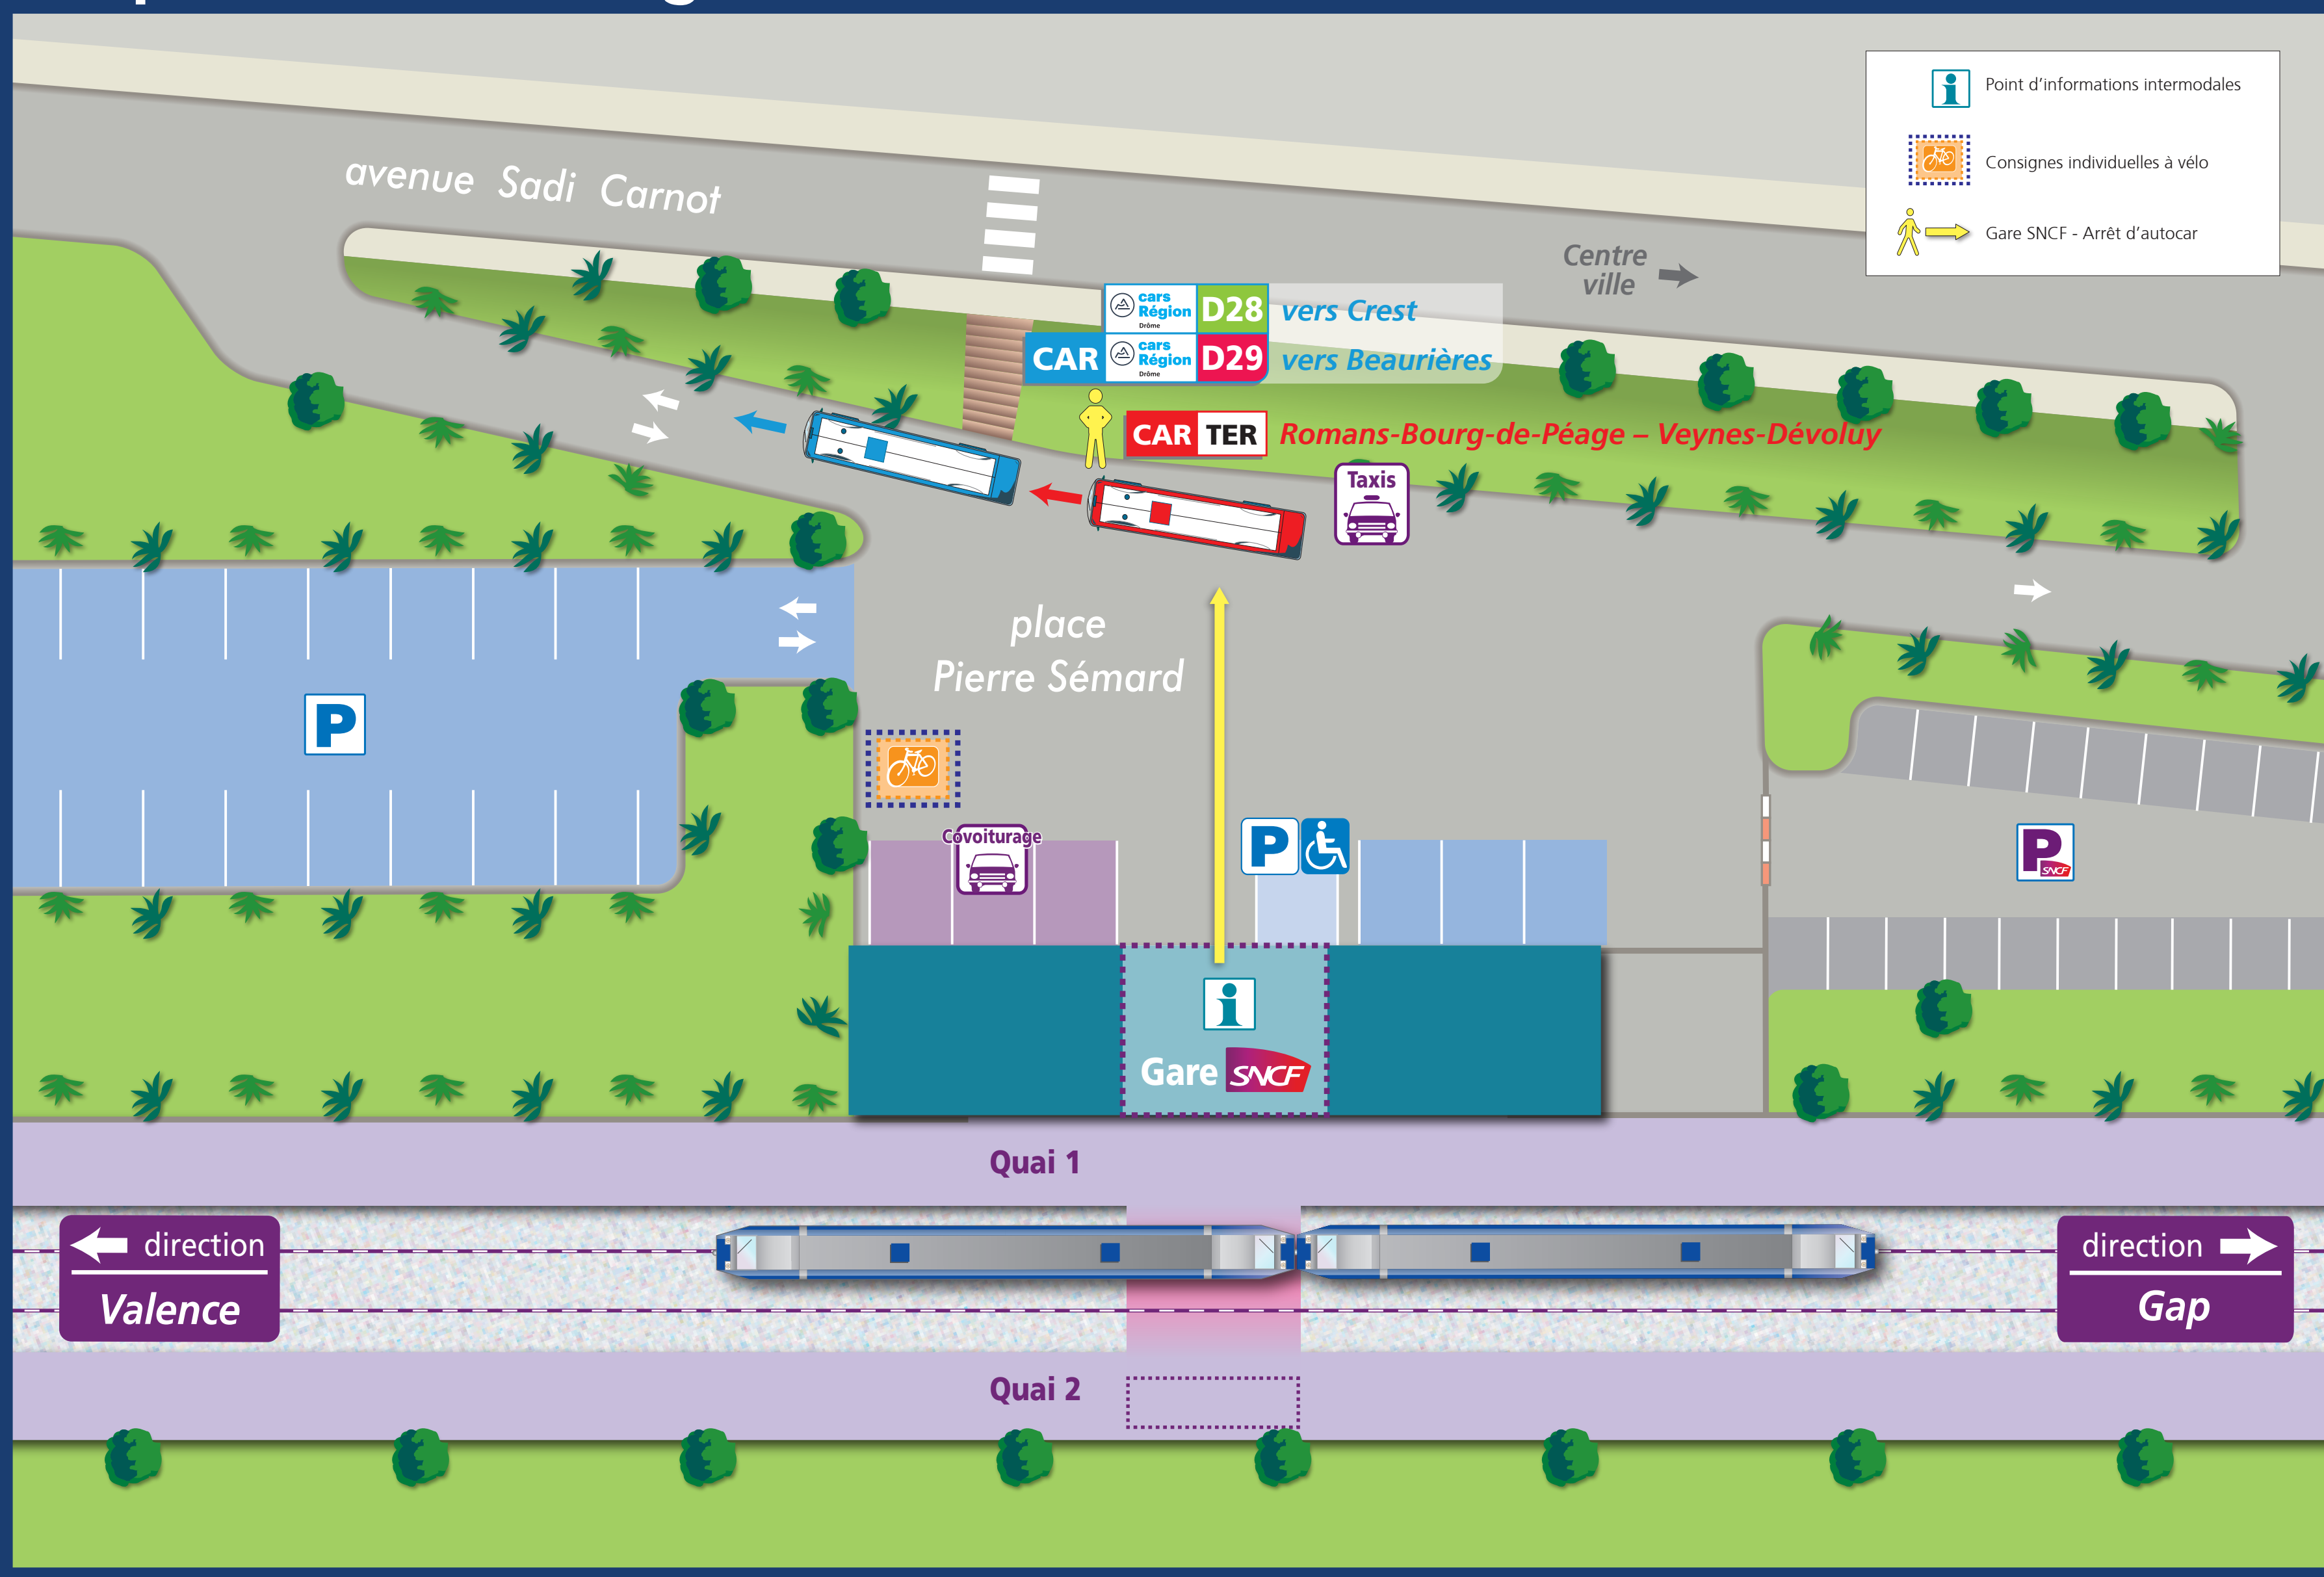 Point d’informations intermodales
Consignes individuelles à vélo
Gare SNCF - Arrêt d’autocar
avenue Sadi Carnot
Centre
ville
cars
Région
Drôme
D28
vers Crest
CAR
cars
Région
Drôme
D29
vers Beaurières
CAR TER
Romans-Bourg-de-Péage – Veynes-Dévoluy
Taxis
place
Pierre Sémard
P
Covoiturage
P
P
SNCF
i
Gare SNCF
Quai 1
direction
Valence
direction
Gap
Quai 2